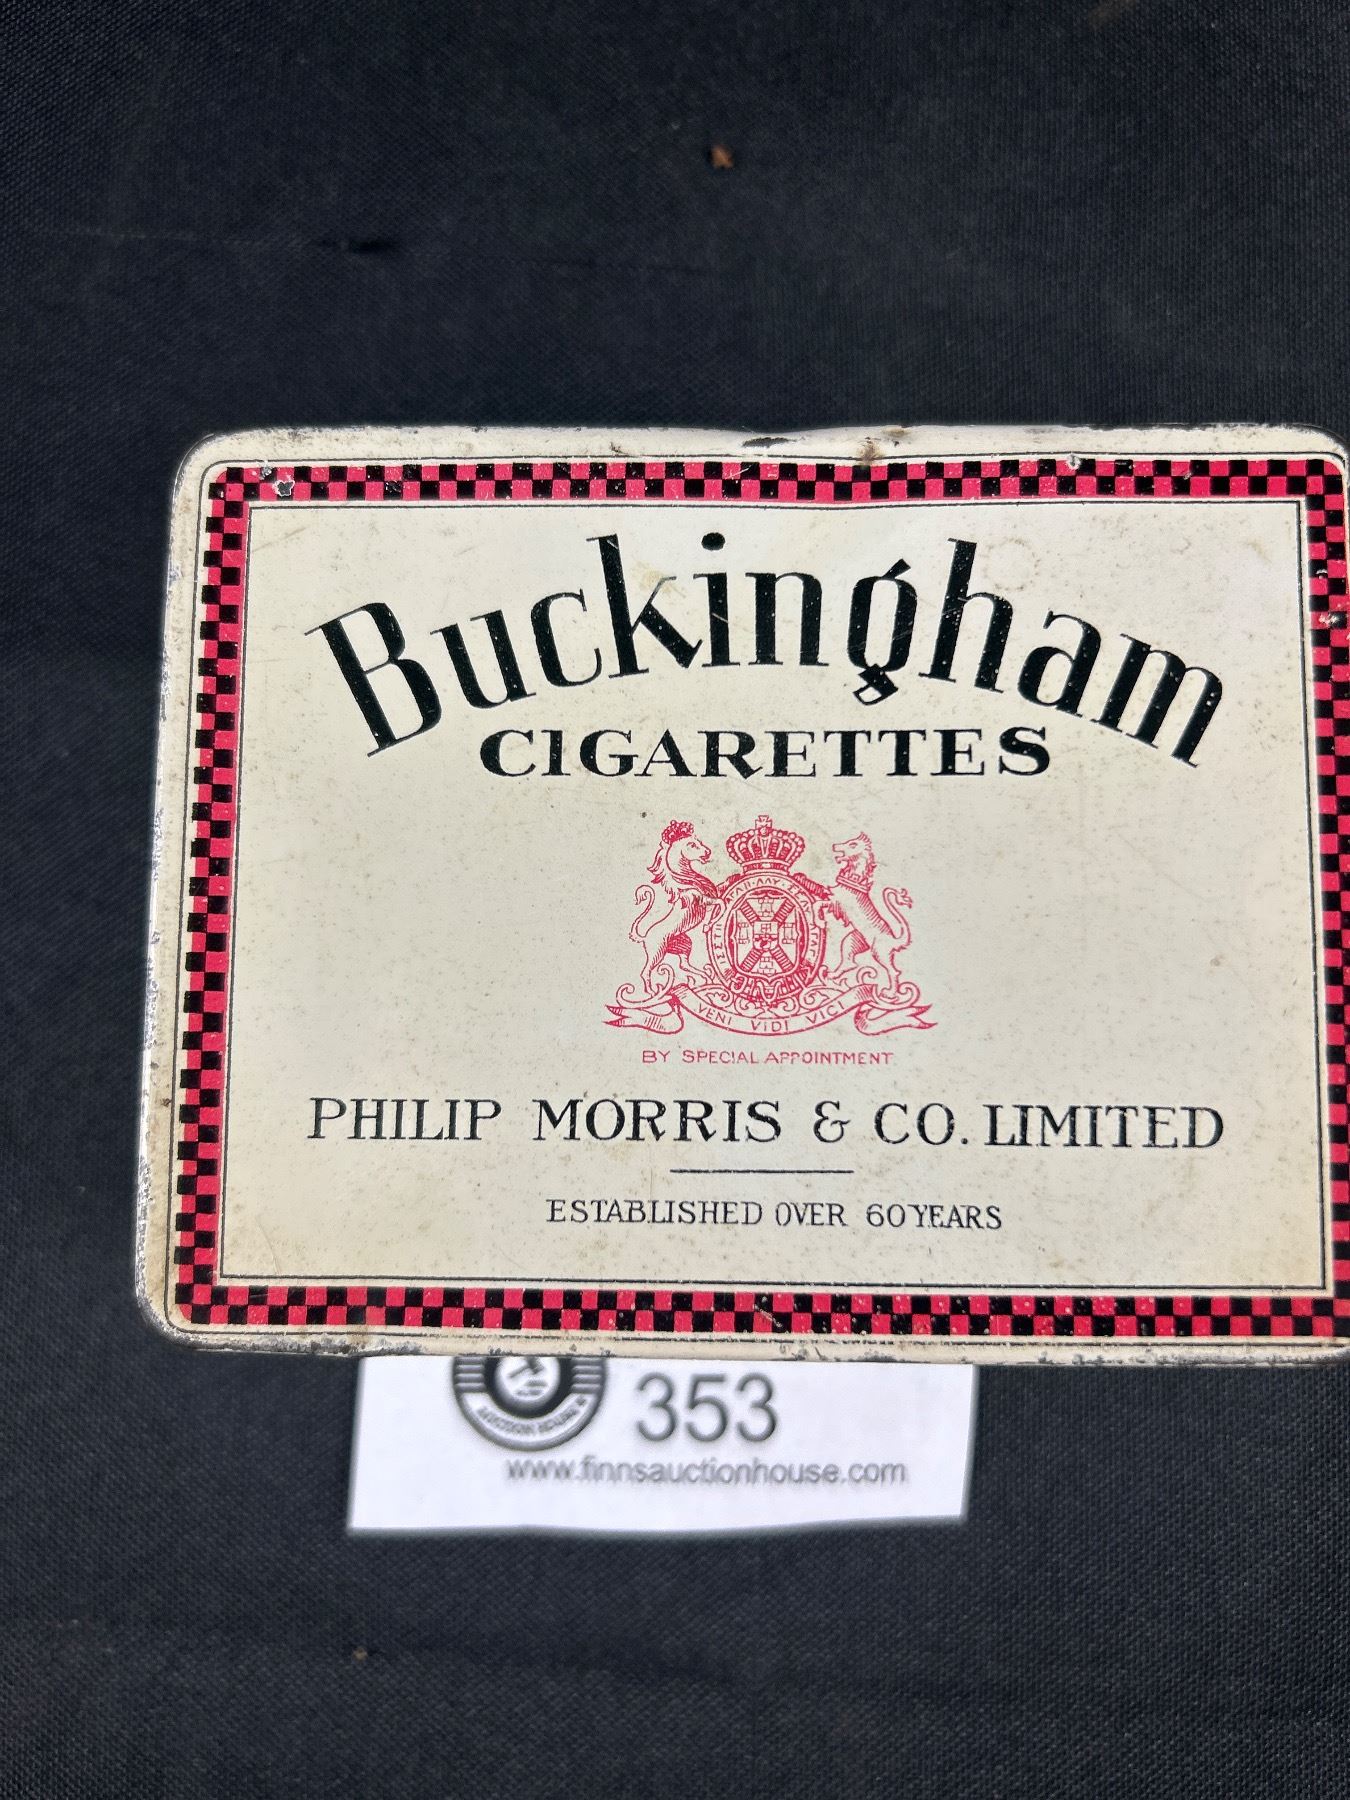 Buckingham
CIGARETTES
VENI VIDI VICI
BY SPECIAL APPOINTMENT
PHILIP MORRIS & CO. LIMITED
ESTABLISHED OVER 60 YEARS
353
www.finnsauctionhouse.com